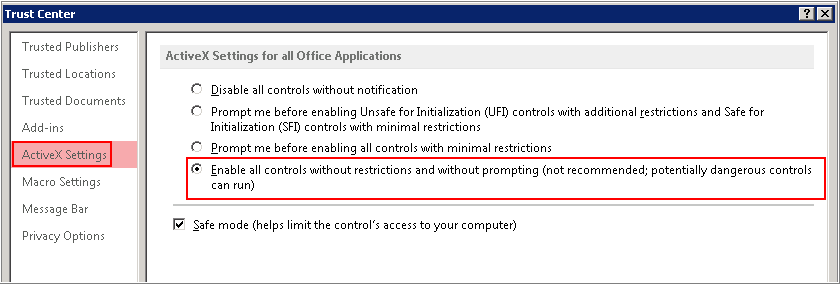 Trust Center
Trusted Publishers
Trusted Locations
Trusted Documents
Add-ins
ActiveX Settings
Macro Settings
Message Bar
Privacy Options
ActiveX Settings for all Office Applications
Disable all controls without notification
Prompt me before enabling Unsafe for Initialization (UFI) controls with additional restrictions and Safe for
Initialization (SFI) controls with minimal restrictions
Prompt me before enabling all controls with minimal restrictions
Enable all controls without restrictions and without prompting (not recommended; potentially dangerous controls
can run)
Safe mode (helps limit the control's access to your computer)